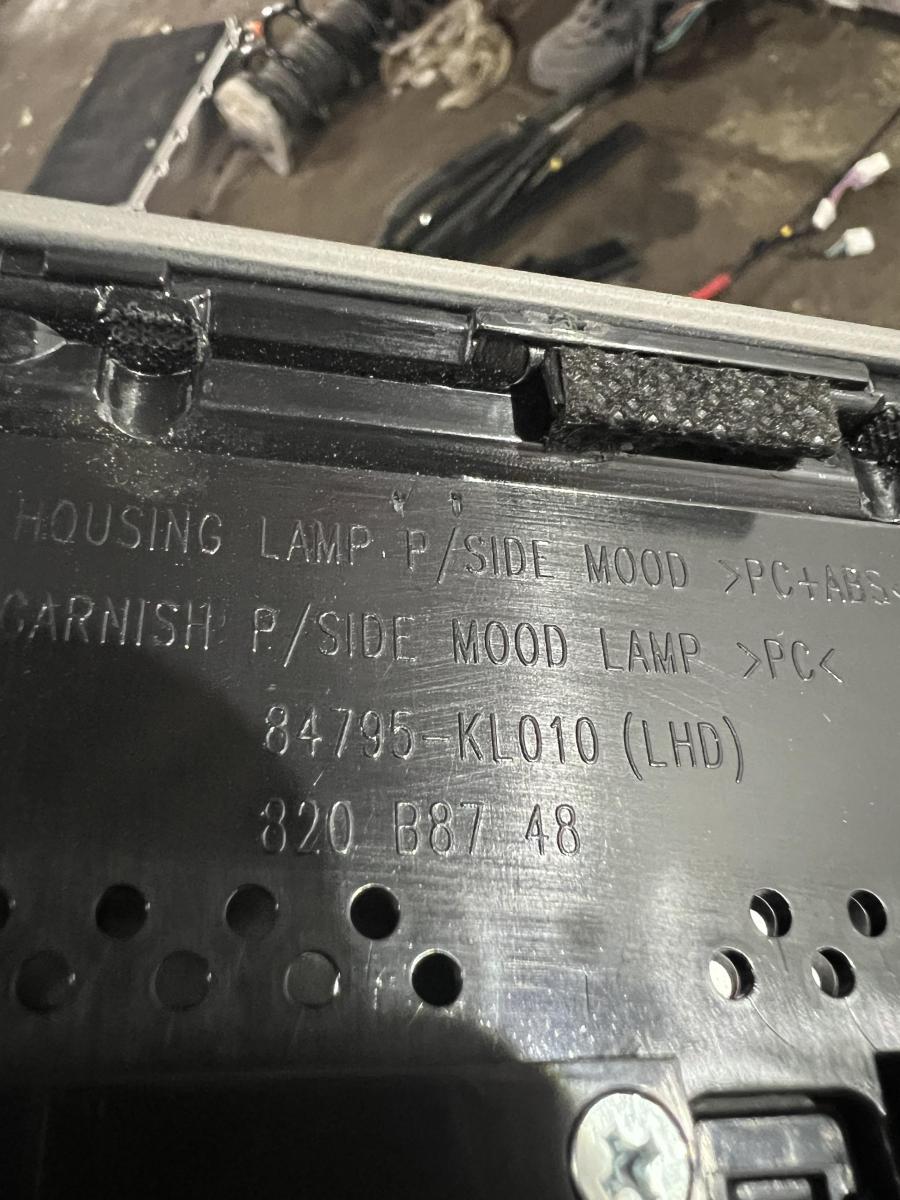 HOUSING LAMP P/SIDE MOOD >PC+ABS<
GARNISH P/SIDE MOOD LAMP >PC<
84795-KL010 (LHD)
820 B87 48